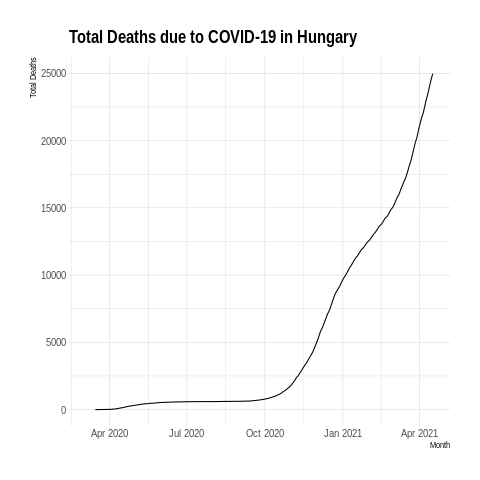 Total Deaths due to COVID-19 in Hungary
Total Deaths
25000
20000
15000
10000
5000
0
Apr 2020 Jul 2020 Oct 2020 Jan 2021 Apr 2021
Month